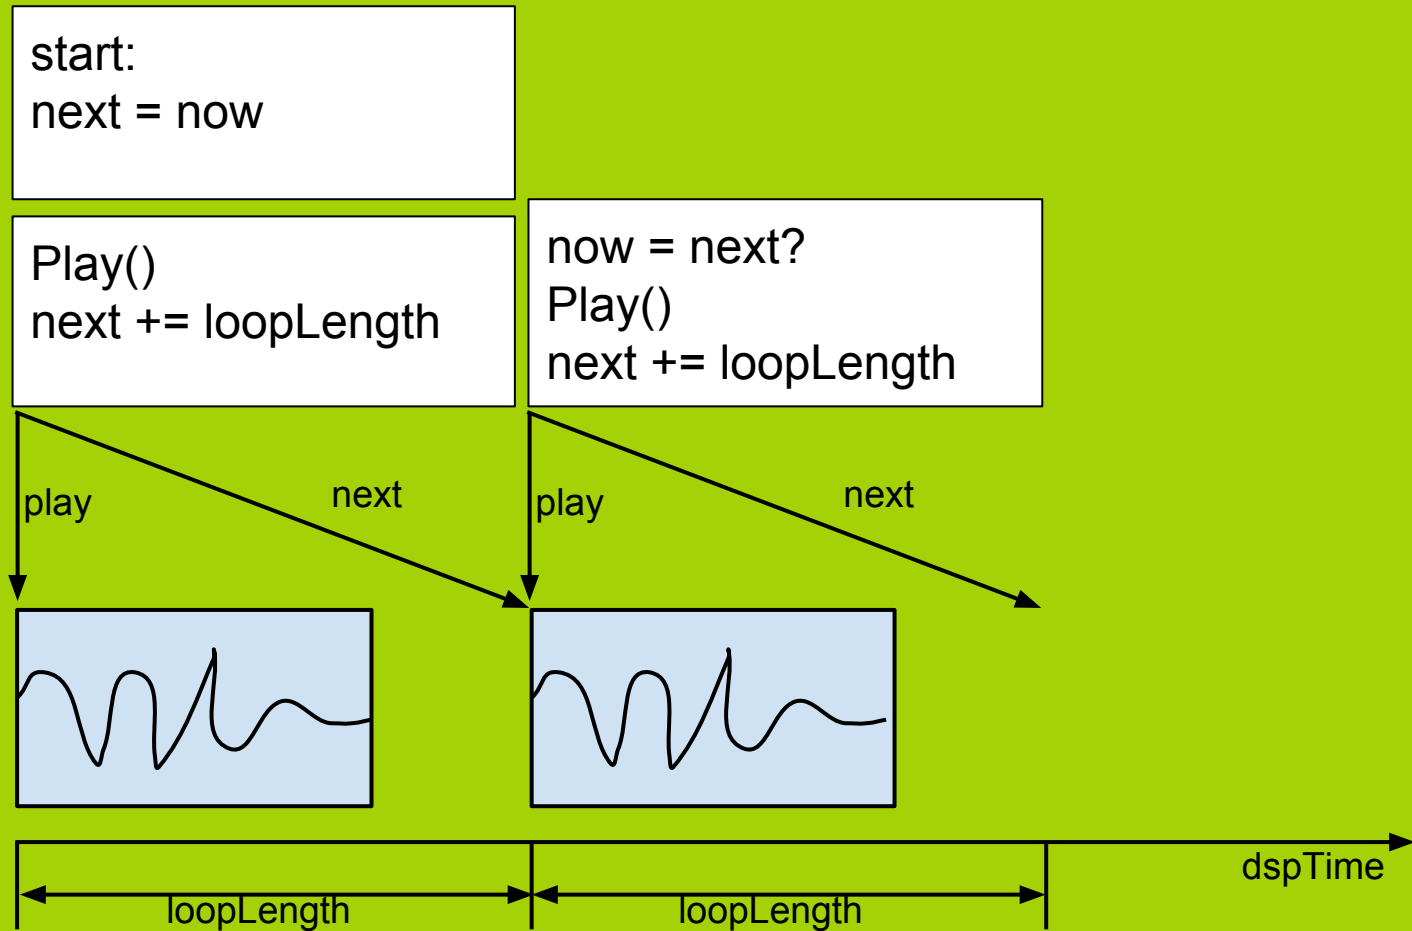 start:
next = now
Play()
next += loopLength
now = next?
Play()
next += loopLength
play
next
play
next
dspTime
loopLength
loopLength